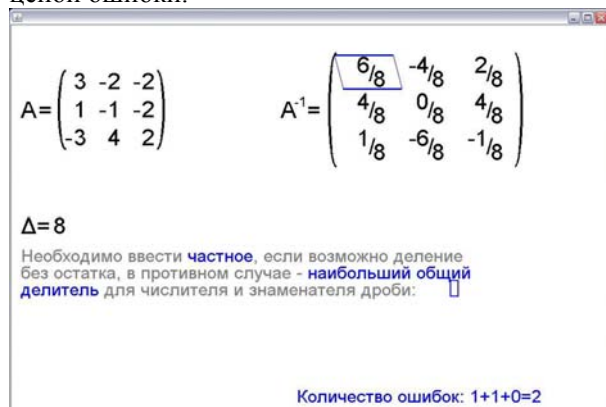 ценой ошибки.
A= ( 3 -2 -2 ) A⁻¹= ( 6/8 -4/8 2/8 )
( 1 -1 -2 ) ( 4/8 0/8 4/8 )
( -3 4 2 ) ( 1/8 -6/8 -1/8 )
Δ=8
Необходимо ввести частное, если возможно деление
без остатка, в противном случае - наибольший общий
делитель для числителя и знаменателя дроби:
Количество ошибок: 1+1+0=2